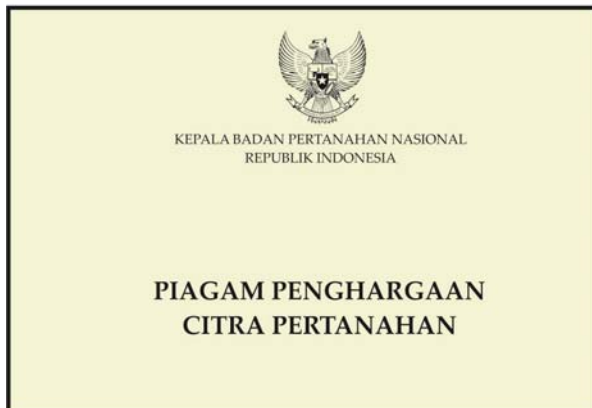 KEPALA BADAN PERTANAHAN NASIONAL
REPUBLIK INDONESIA
PIAGAM PENGHARGAAN
CITRA PERTANAHAN